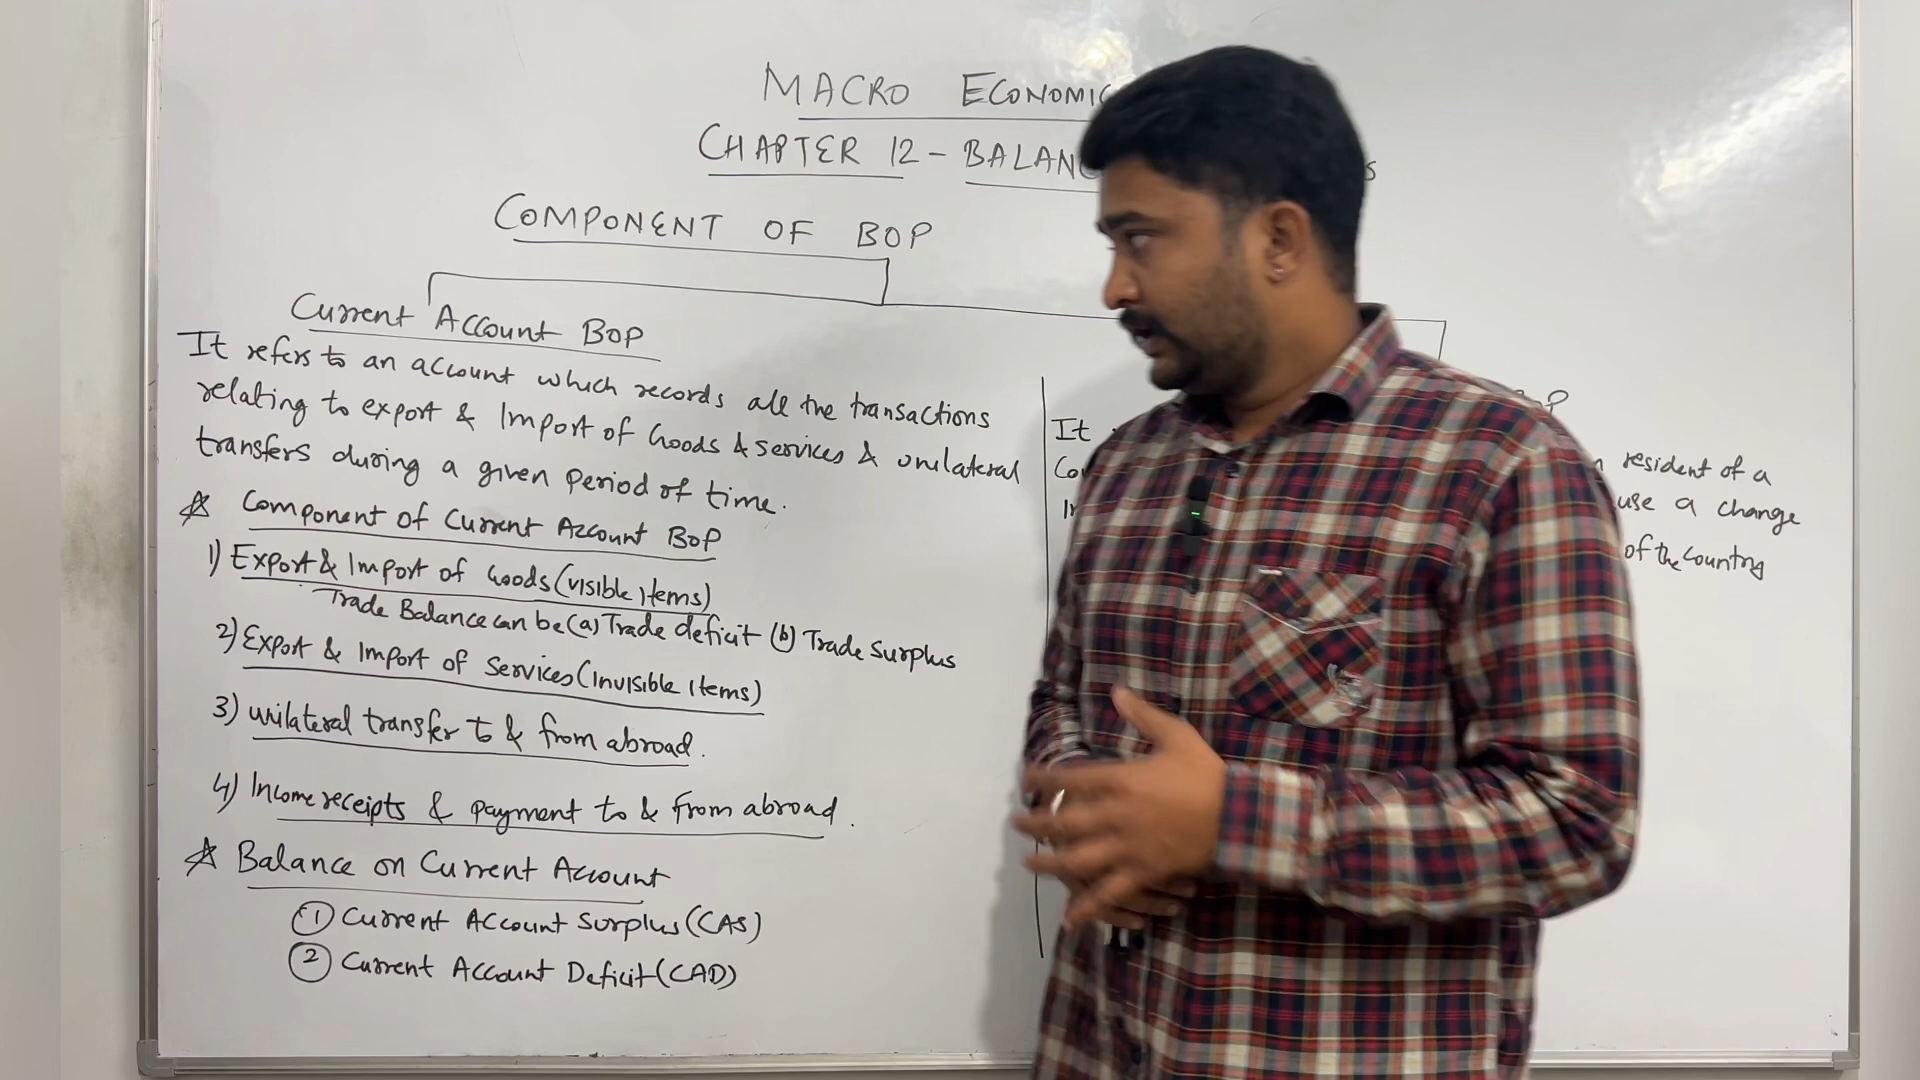 MACRO ECONOMIC
CHAPTER 12 - BALANC
COMPONENT OF BOP
Current Account BOP
It refers to an account which records all the transactions
relating to export & Import of Goods & services & unilateral
transfers during a given period of time.
☆ Component of Current Account BOP
1) Export & Import of Goods (visible Items)
Trade Balance can be (a) Trade deficit (b) Trade surplus
2) Export & Import of Services (invisible Items)
3) unilateral transfer to & from abroad.
4) Income receipts & payment to & from abroad.
☆ Balance on Current Account
① Current Account Surplus (CAS)
② Current Account Deficit (CAD)
It
resident of a
use a change
of the Country